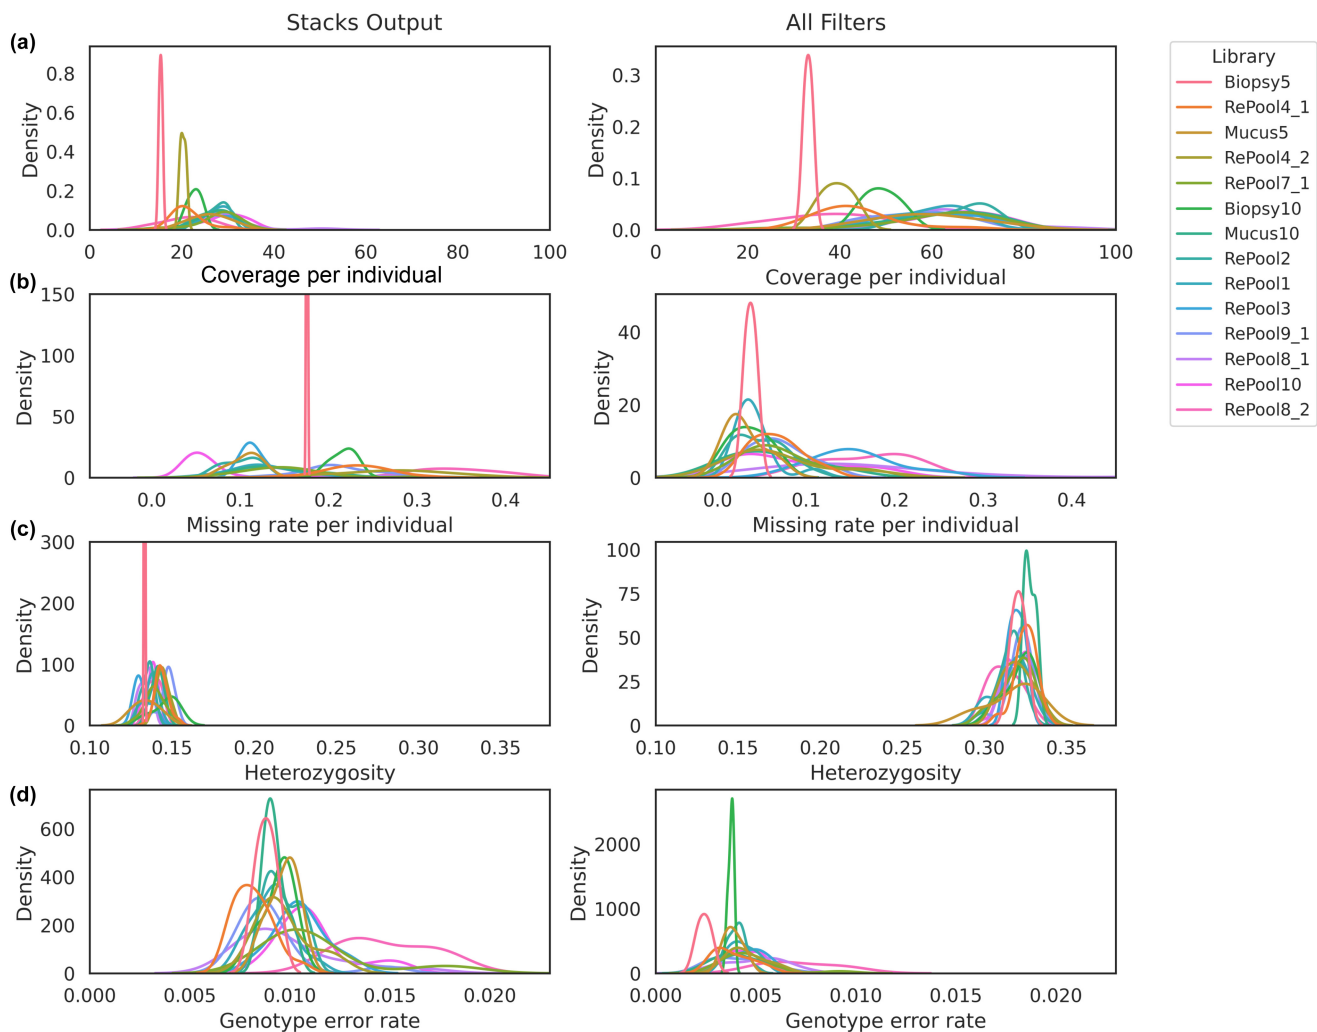 Stacks Output
All Filters
(a)
Density
0.8
0.6
0.4
0.2
0.0
0 20 40 60 80 100
Coverage per individual
Density
0.3
0.2
0.1
0.0
0 20 40 60 80 100
Coverage per individual
Library
Biopsy5
RePool4_1
Mucus5
RePool4_2
RePool7_1
Biopsy10
Mucus10
RePool2
RePool1
RePool3
RePool9_1
RePool8_1
RePool10
RePool8_2
(b)
Density
150
100
50
0
0.0 0.1 0.2 0.3 0.4
Missing rate per individual
Density
40
20
0
0.0 0.1 0.2 0.3 0.4
Missing rate per individual
(c)
Density
300
200
100
0
0.10 0.15 0.20 0.25 0.30 0.35
Heterozygosity
Density
100
75
50
25
0
0.10 0.15 0.20 0.25 0.30 0.35
Heterozygosity
(d)
Density
600
400
200
0
0.000 0.005 0.010 0.015 0.020
Genotype error rate
Density
2000
1000
0
0.000 0.005 0.010 0.015 0.020
Genotype error rate